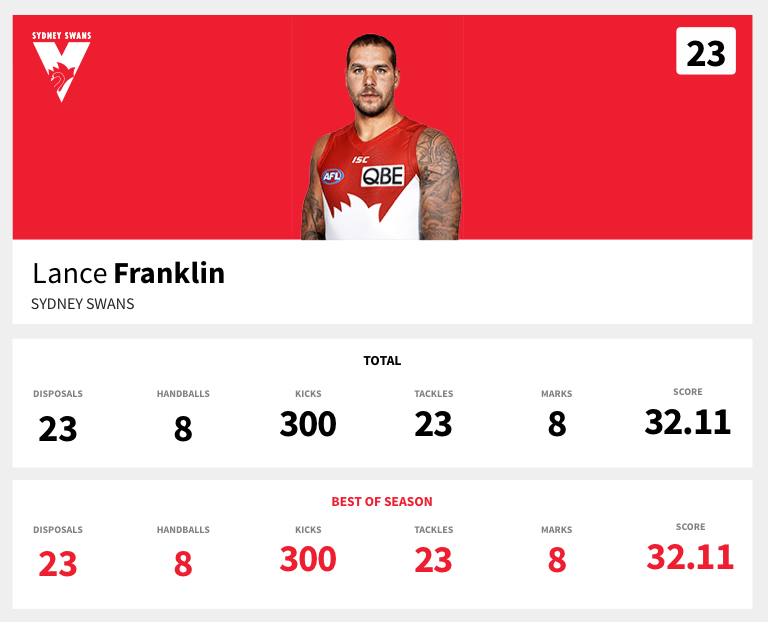 SYDNEY SWANS
23
ISC
AFL
QBE
Lance Franklin
SYDNEY SWANS
TOTAL
DISPOSALS HANDBALLS KICKS TACKLES MARKS SCORE
23 8 300 23 8 32.11
BEST OF SEASON
DISPOSALS HANDBALLS KICKS TACKLES MARKS SCORE
23 8 300 23 8 32.11